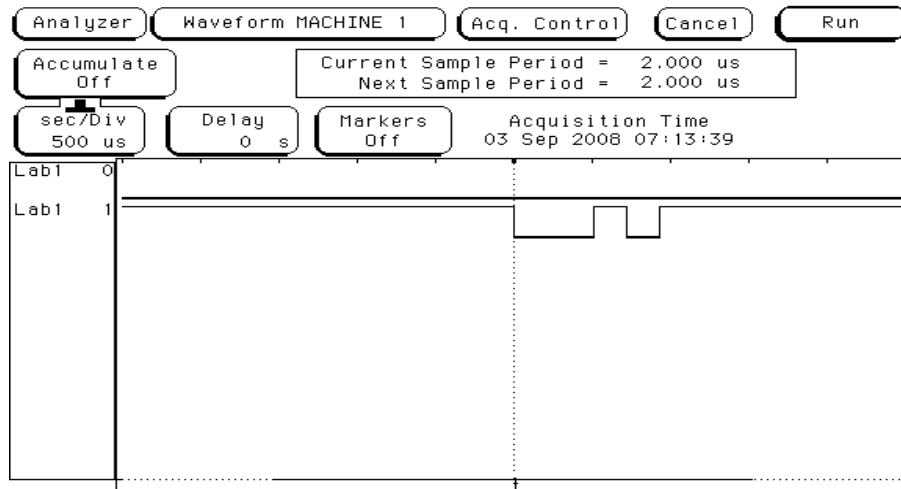 Analyzer Waveform MACHINE 1 Acq. Control Cancel Run
Accumulate
Off
Current Sample Period = 2.000 us
Next Sample Period = 2.000 us
sec/Div
500 us
Delay
0 s
Markers
Off
Acquisition Time
03 Sep 2008 07:13:39
Lab1 0
Lab1 1